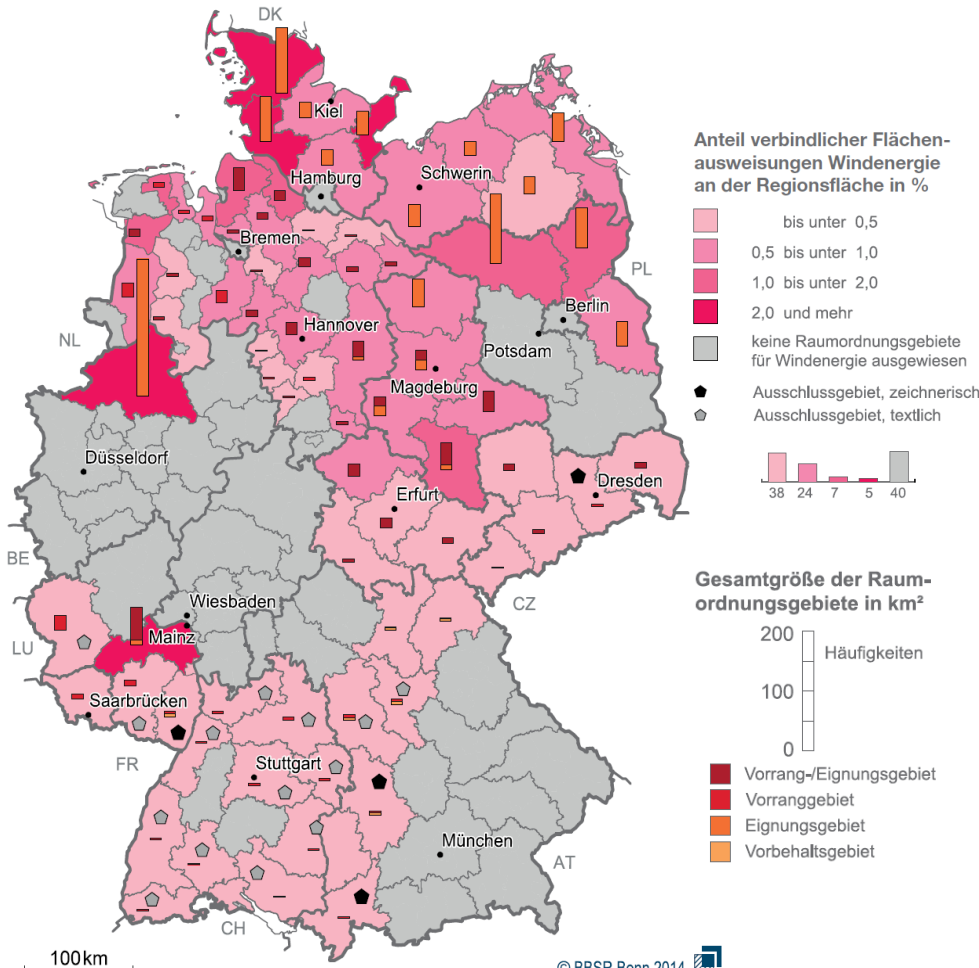 DK
Kiel
Hamburg
Schwerin
Bremen
PL
Berlin
Hannover
NL
Potsdam
Magdeburg
Düsseldorf
Dresden
Erfurt
BE
Wiesbaden
CZ
LU
Mainz
Saarbrücken
FR
Stuttgart
München
AT
CH
100km
© BBSR Bonn 2014
Anteil verbindlicher Flächen-
ausweisungen Windenergie
an der Regionsfläche in %
bis unter 0,5
0,5 bis unter 1,0
1,0 bis unter 2,0
2,0 und mehr
keine Raumordnungsgebiete
für Windenergie ausgewiesen
Ausschlussgebiet, zeichnerisch
Ausschlussgebiet, textlich
38 24 7 5 40
Gesamtgröße der Raum-
ordnungsgebiete in km²
200
Häufigkeiten
100
0
Vorrang-/Eignungsgebiet
Vorranggebiet
Eignungsgebiet
Vorbehaltsgebiet